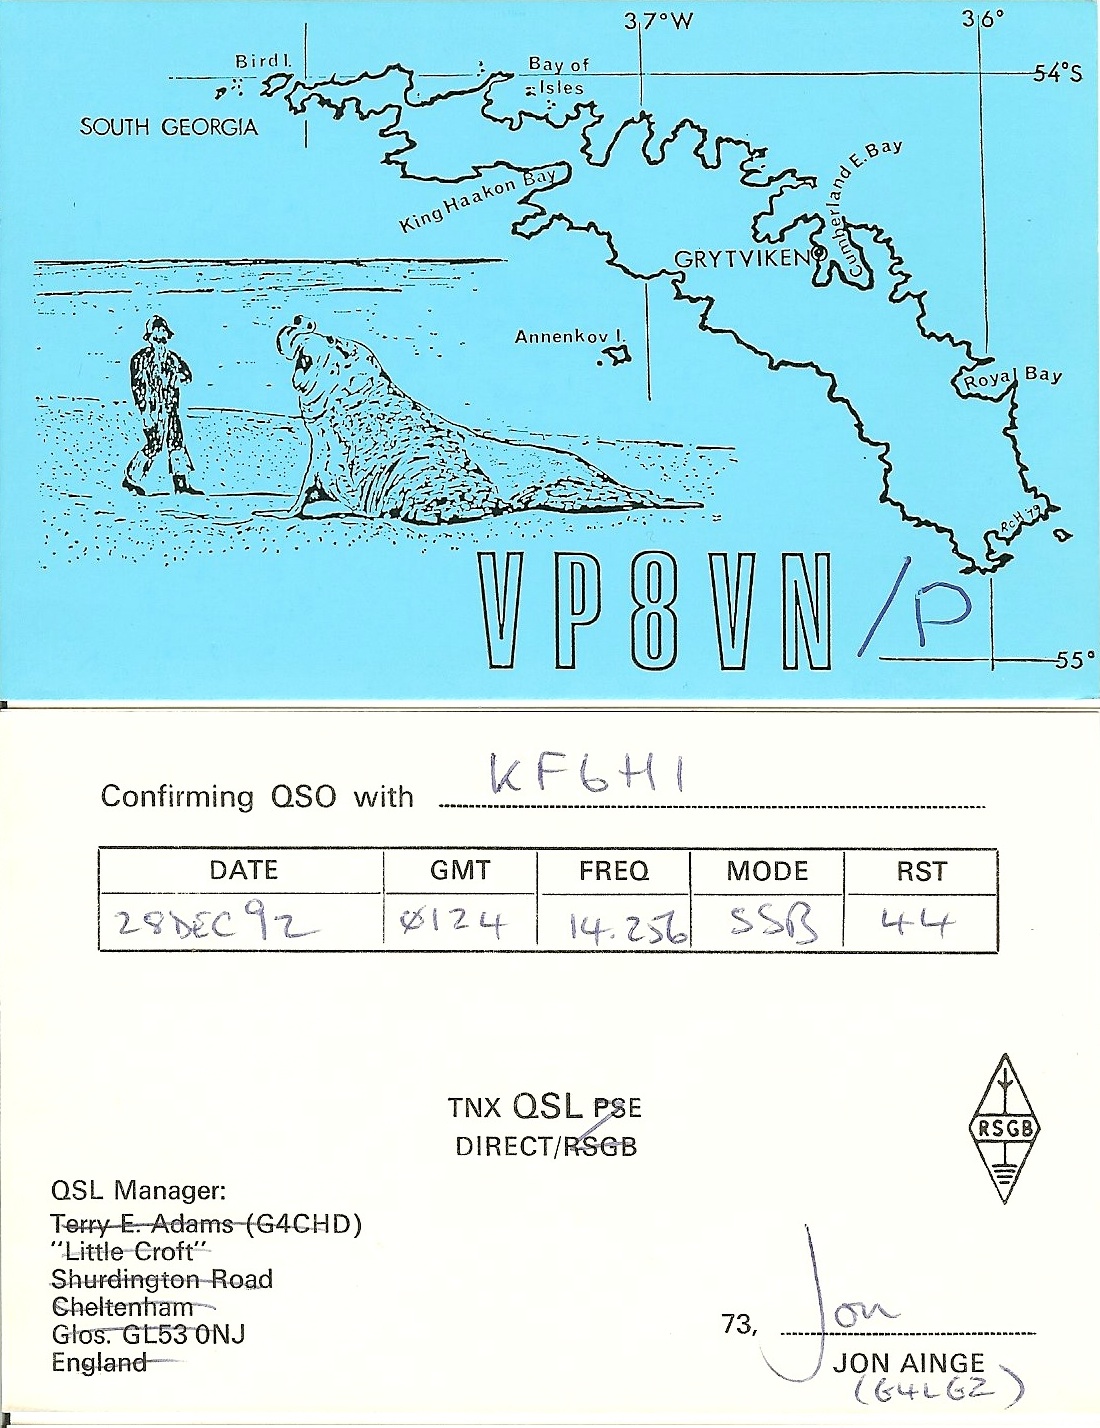 37°W 36°
Bird I. Bay of Isles 54°S
SOUTH GEORGIA
King Haakon Bay
Cumberland E. Bay
GRYTVIKEN
Annenkov I.
Royal Bay
RCH '79
VP8VN/P
55°
Confirming QSO with KF6HI
DATE GMT FREQ MODE RST
28 DEC 92 Ø124 14.256 SSB 44
TNX QSL PSE
DIRECT/RSGB
RSGB
QSL Manager:
Terry E. Adams (G4CHD)
"Little Croft"
Shurdington Road
Cheltenham
Glos. GL53 0NJ
England
73, Jon
JON AINGE
(G4LGZ)